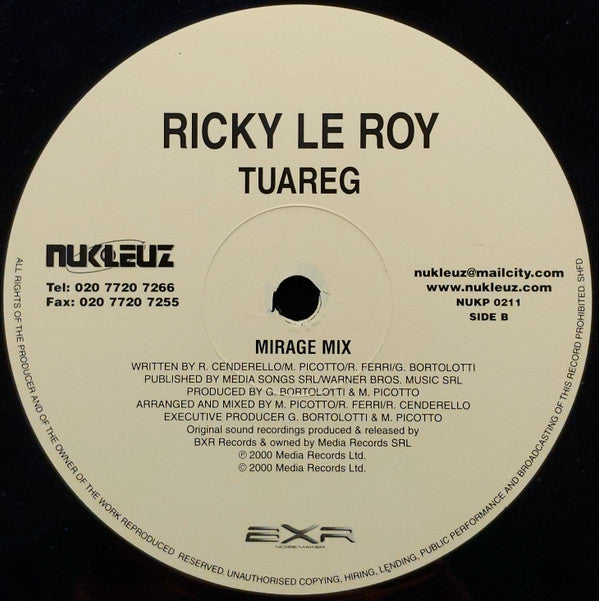 RICKY LE ROY
TUAREG
NUKLEUZ
Tel: 020 7720 7266
Fax: 020 7720 7255
nukleuz@mailcity.com
www.nukleuz.com
NUKP 0211
SIDE B
MIRAGE MIX
WRITTEN BY R. CENDERELLO/M. PICOTTO/R. FERRI/G. BORTOLOTTI
PUBLISHED BY MEDIA SONGS SRL/WARNER BROS. MUSIC SRL
PRODUCED BY G. BORTOLOTTI & M. PICOTTO
ARRANGED AND MIXED BY M. PICOTTO/R. FERRI/R. CENDERELLO
EXECUTIVE PRODUCER G. BORTOLOTTI & M. PICOTTO
Original sound recordings produced & released by
BXR Records & owned by Media Records SRL
℗ 2000 Media Records Ltd.
© 2000 Media Records Ltd.
BXR
NOISE MAKER
ALL RIGHTS OF THE PRODUCER AND OF THE OWNER OF THE WORK REPRODUCED RESERVED. UNAUTHORISED COPYING, HIRING, LENDING, PUBLIC PERFORMANCE AND BROADCASTING OF THIS RECORD PROHIBITED. SHFD